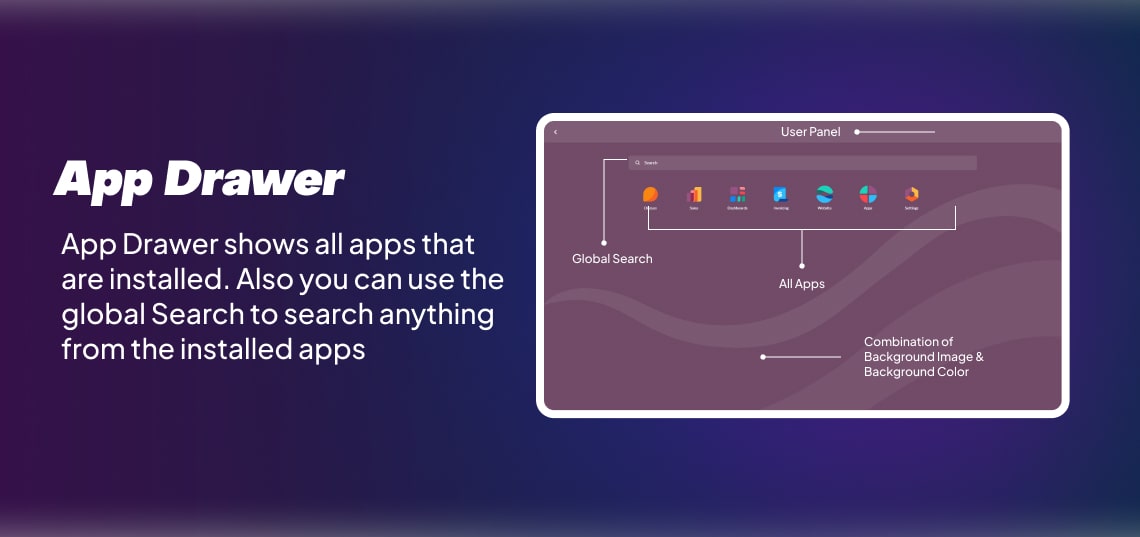 App Drawer
App Drawer shows all apps that
are installed. Also you can use the
global Search to search anything
from the installed apps
User Panel
Search
Sales
Dashboards
Invoicing
Website
Apps
Settings
Global Search
All Apps
Combination of
Background Image &
Background Color